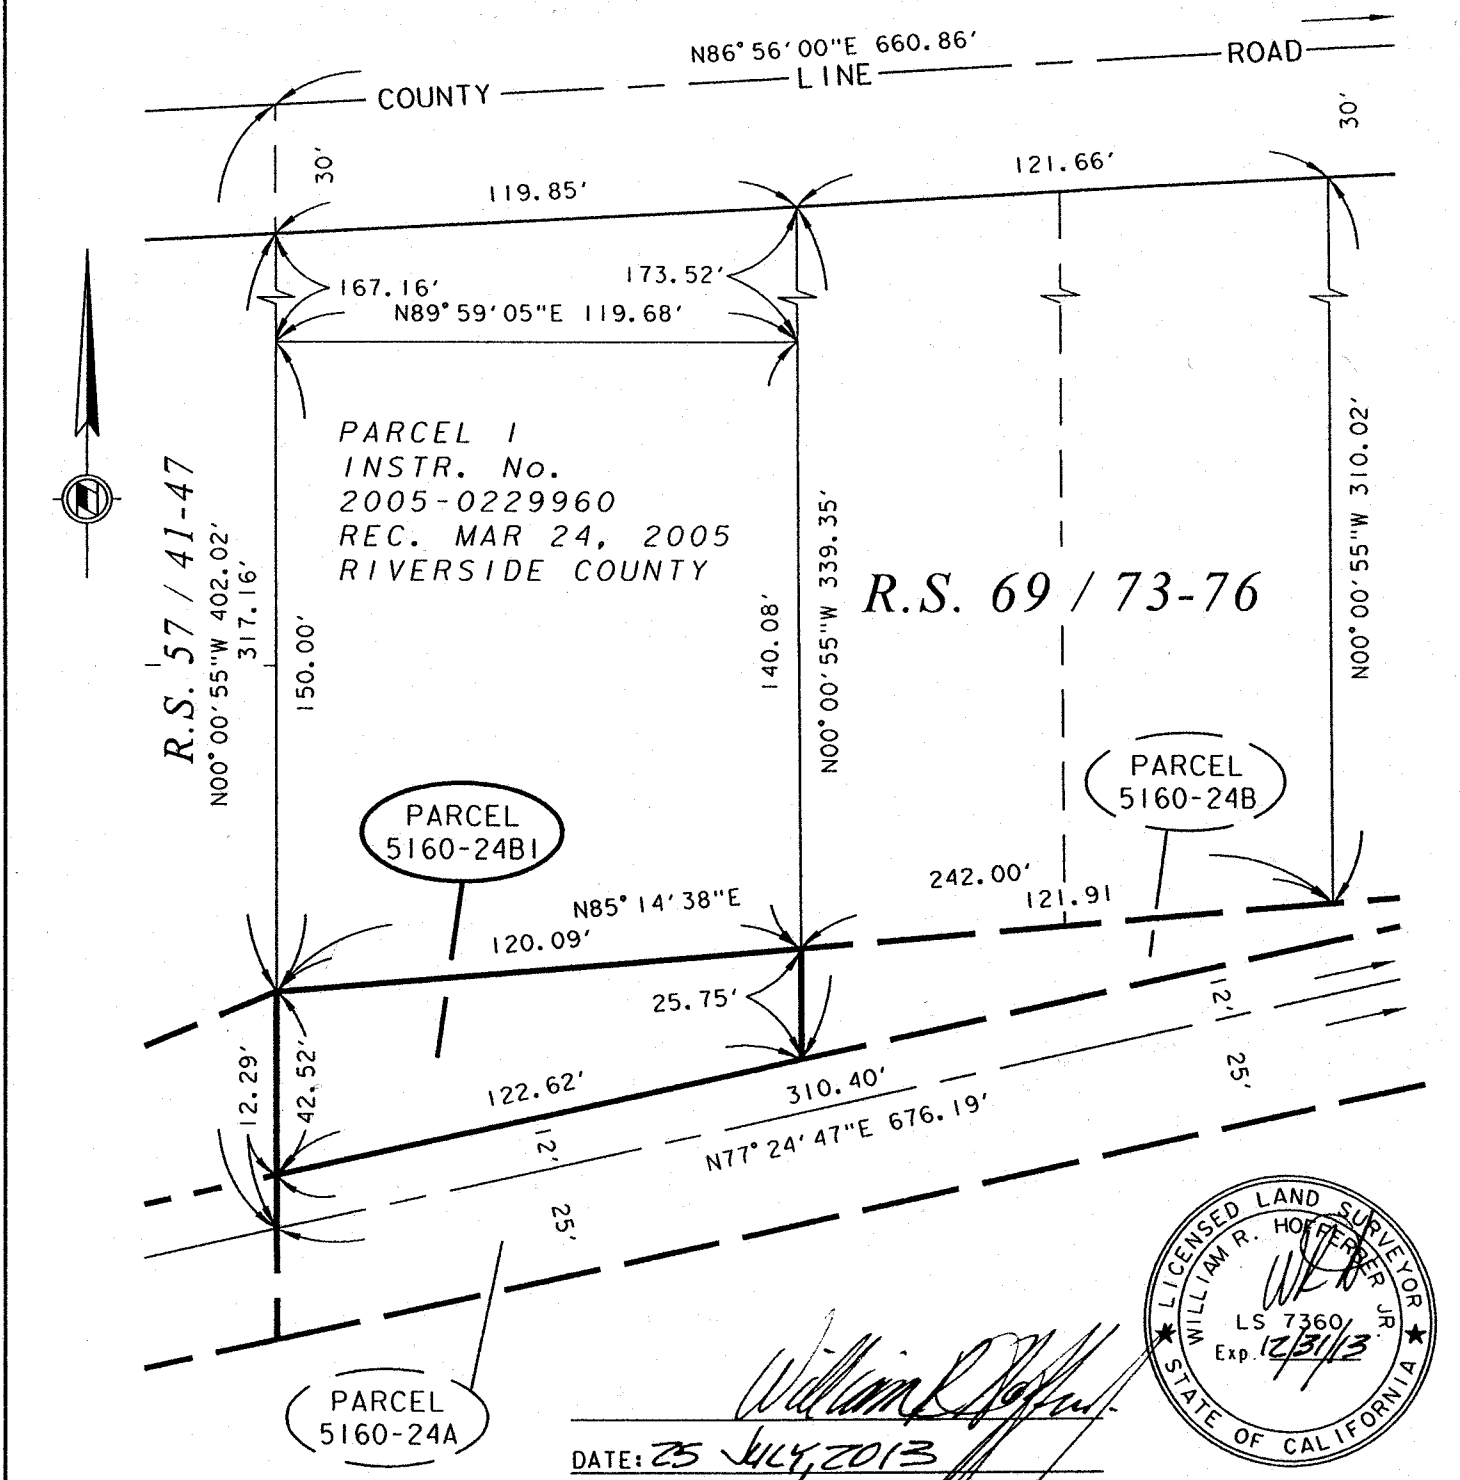 N86°56'00"E 660.86'
COUNTY LINE ROAD
30'
30'
119.85'
121.66'
167.16'
173.52'
N89°59'05"E 119.68'
PARCEL 1
INSTR. No.
2005-0229960
REC. MAR 24, 2005
RIVERSIDE COUNTY
R.S. 57 / 41-47
N00°00'55"W 402.02'
317.16'
150.00'
140.08'
N00°00'55"W 339.35'
R.S. 69 / 73-76
N00°00'55"W 310.02'
PARCEL
5160-24B1
PARCEL
5160-24B
N85°14'38"E
120.09'
242.00'
121.91
25.75'
12.29'
42.52'
122.62'
310.40'
N77°24'47"E 676.19'
12'
25'
12'
25'
PARCEL
5160-24A
William R Hofferber Jr.
DATE: 25 JULY, 2013
LICENSED LAND SURVEYOR
WILLIAM R. HOFFERBER JR.
LS 7360
Exp. 12/31/13
STATE OF CALIFORNIA